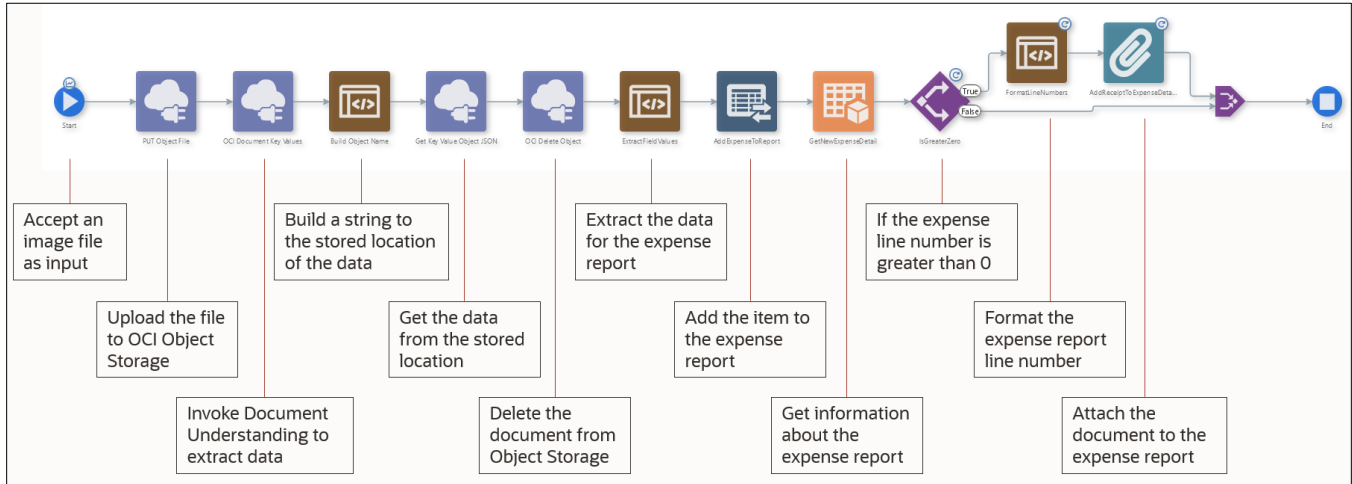 True
False
Start
PUT Object File
OCI Document Key Values
Build Object Name
Get Key Value Object JSON
OCI Delete Object
ExtractFieldValues
AddExpenseToReport
GetNewExpenseDetail
IsGreaterZero
FormatLineNumbers
AddReceiptToExpenseDeta...
End
Accept an
image file
as input
Build a string to
the stored location
of the data
Extract the data
for the expense
report
If the expense
line number is
greater than 0
Upload the file
to OCI Object
Storage
Get the data
from the stored
location
Add the item to
the expense
report
Format the
expense report
line number
Invoke Document
Understanding to
extract data
Delete the
document from
Object Storage
Get information
about the
expense report
Attach the
document to the
expense report